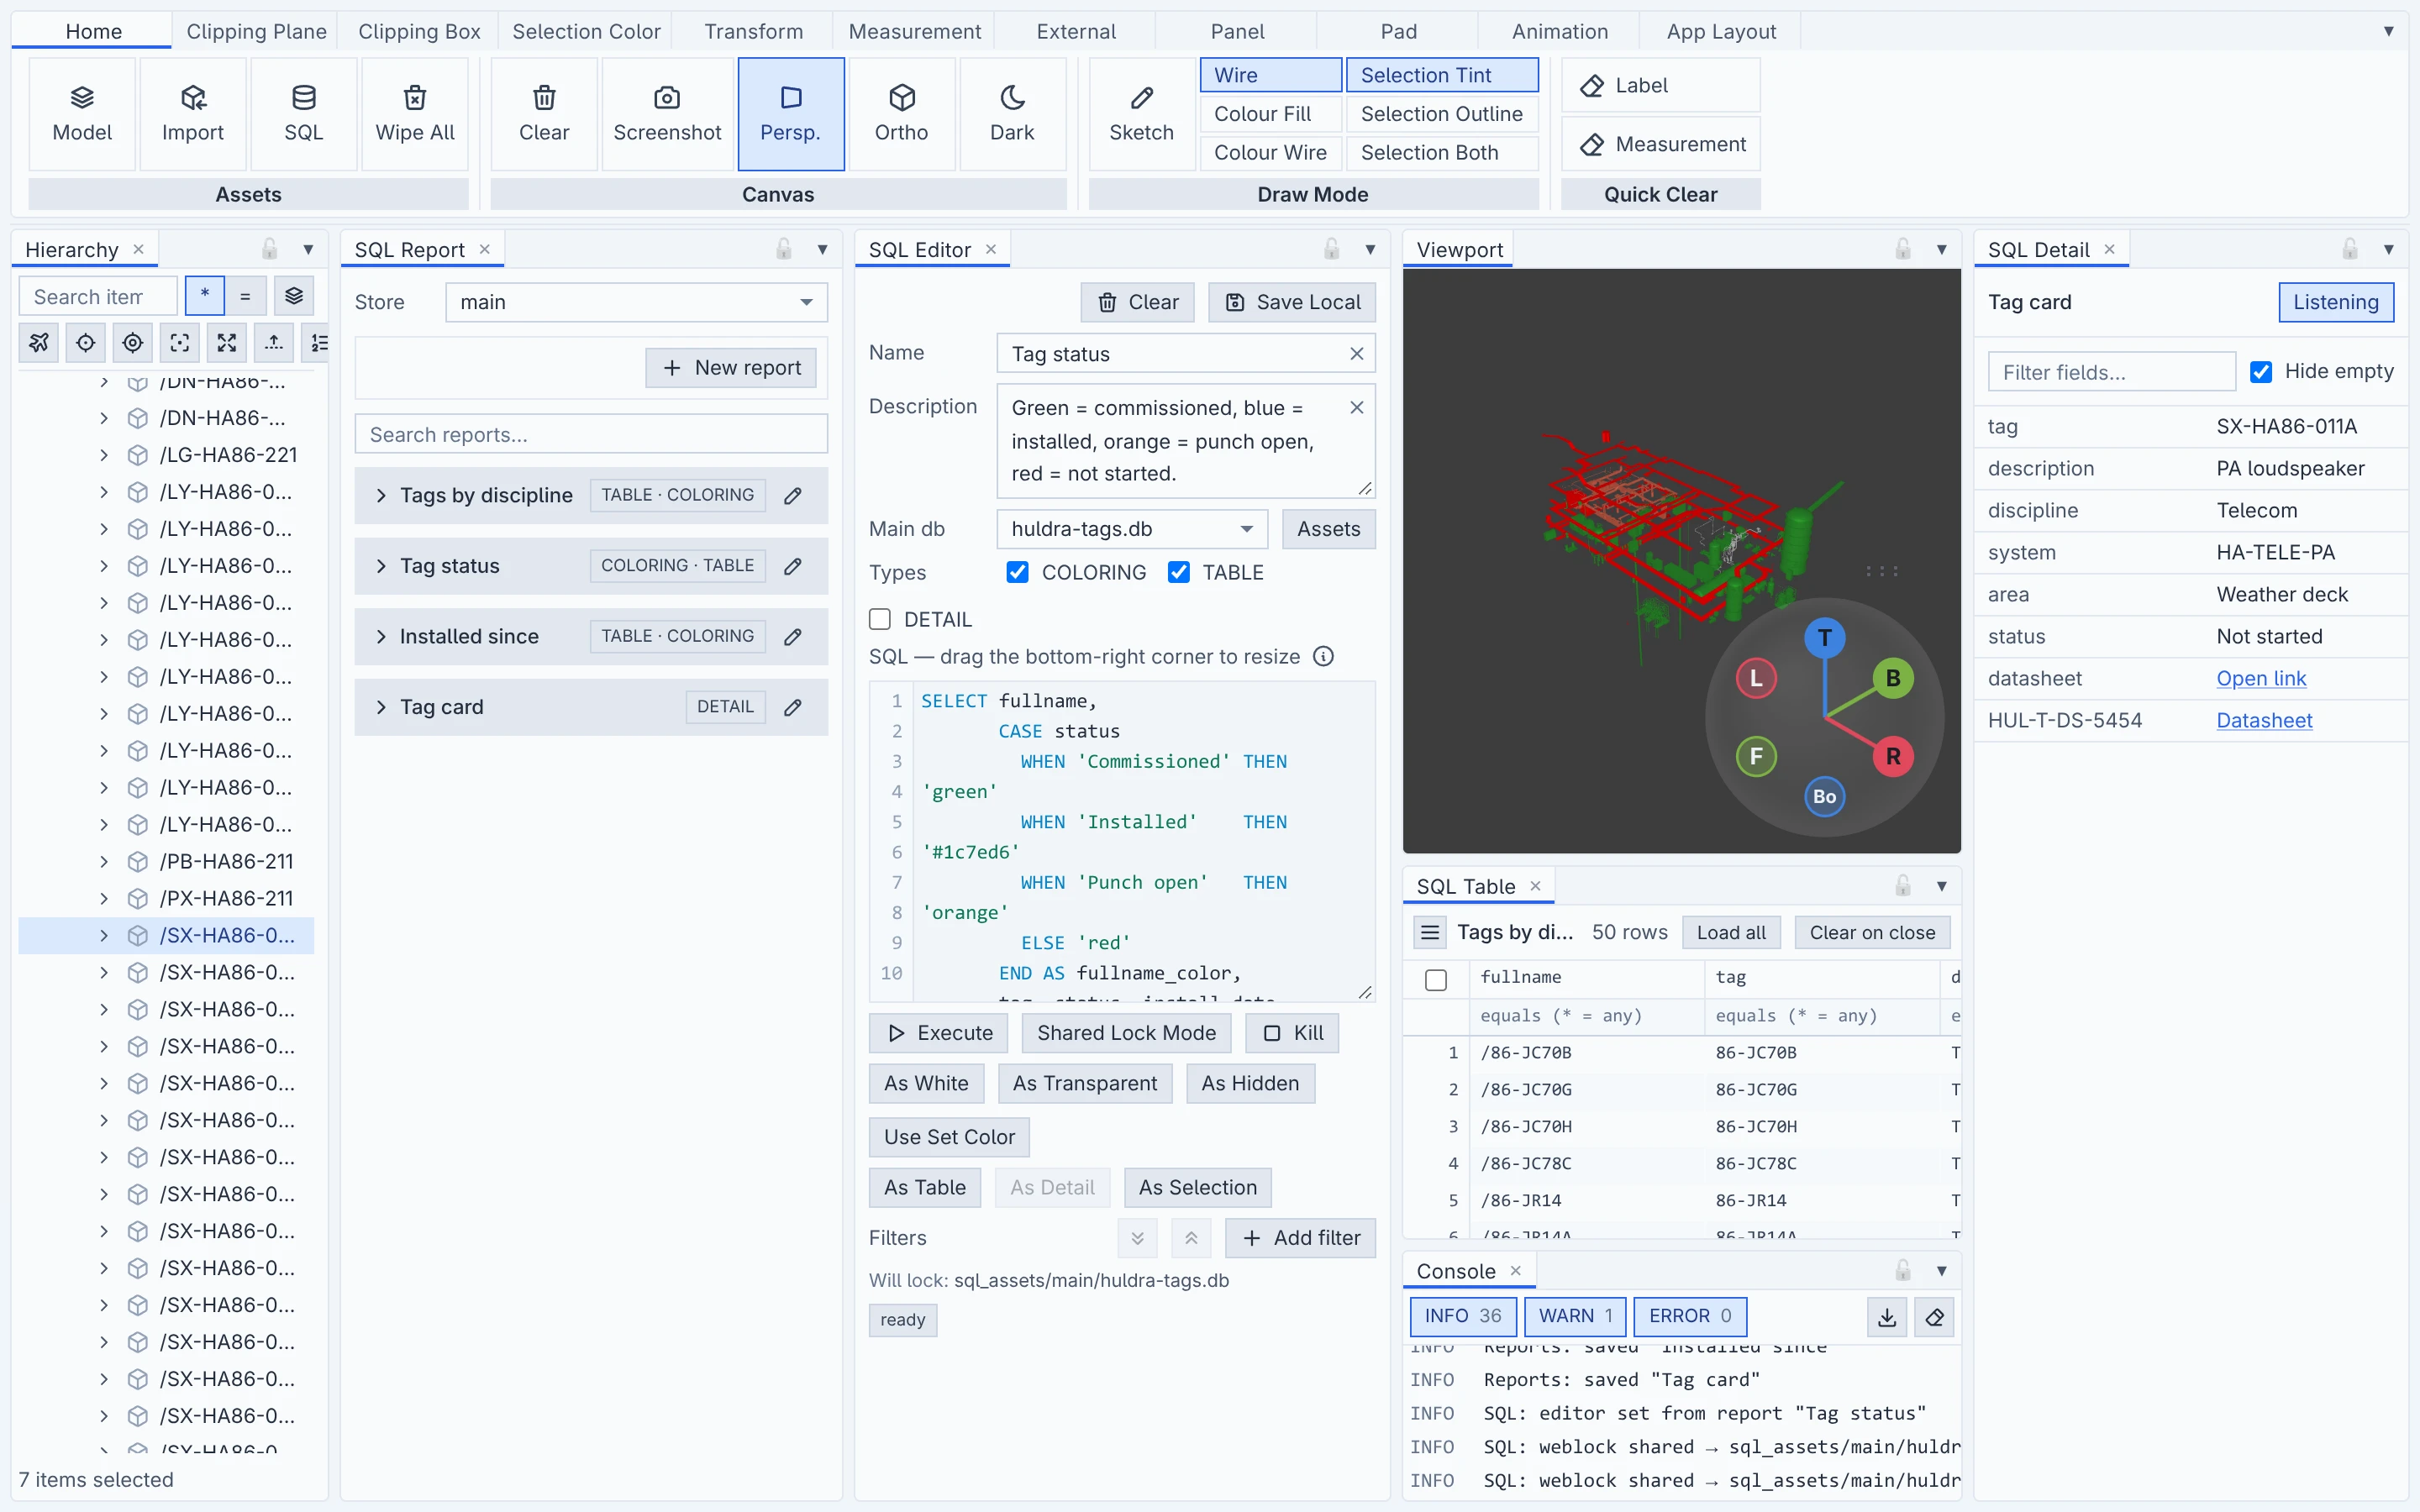 Home
Clipping Plane
Clipping Box
Selection Color
Transform
Measurement
External
Panel
Pad
Animation
App Layout
Model
Import
SQL
Wipe All
Assets
Clear
Screenshot
Persp.
Ortho
Dark
Canvas
Sketch
Wire
Selection Tint
Colour Fill
Selection Outline
Colour Wire
Selection Both
Draw Mode
Label
Measurement
Quick Clear
Hierarchy
Search item
*
=
/DN-HA86-...
/DN-HA86-...
/LG-HA86-221
/LY-HA86-0...
/LY-HA86-0...
/LY-HA86-0...
/LY-HA86-0...
/LY-HA86-0...
/LY-HA86-0...
/LY-HA86-0...
/LY-HA86-0...
/LY-HA86-0...
/LY-HA86-0...
/PB-HA86-211
/PX-HA86-211
/SX-HA86-0...
/SX-HA86-0...
/SX-HA86-0...
/SX-HA86-0...
/SX-HA86-0...
/SX-HA86-0...
/SX-HA86-0...
/SX-HA86-0...
/SX-HA86-0...
/SX-HA86-0...
/SX-HA86-0...
/SX-HA86-0...
/SX-HA86-0...
/SX-HA86-0...
7 items selected
SQL Report
Store
main
New report
Search reports...
Tags by discipline
TABLE · COLORING
Tag status
COLORING · TABLE
Installed since
TABLE · COLORING
Tag card
DETAIL
SQL Editor
Clear
Save Local
Name
Tag status
Description
Green = commissioned, blue =
installed, orange = punch open,
red = not started.
Main db
huldra-tags.db
Assets
Types
COLORING
TABLE
DETAIL
SQL — drag the bottom-right corner to resize
1 SELECT fullname,
2 CASE status
3 WHEN 'Commissioned' THEN
4 'green'
5 WHEN 'Installed' THEN
6 '#1c7ed6'
7 WHEN 'Punch open' THEN
8 'orange'
9 ELSE 'red'
10 END AS fullname_color,
tag, status, install_date
Execute
Shared Lock Mode
Kill
As White
As Transparent
As Hidden
Use Set Color
As Table
As Detail
As Selection
Filters
Add filter
Will lock: sql_assets/main/huldra-tags.db
ready
Viewport
T
L
B
F
R
Bo
SQL Table
Tags by di...
50 rows
Load all
Clear on close
fullname
tag
d
equals (* = any)
equals (* = any)
e
1 /86-JC70B 86-JC70B T
2 /86-JC70G 86-JC70G T
3 /86-JC70H 86-JC70H T
4 /86-JC78C 86-JC78C T
5 /86-JR14 86-JR14 T
6 /86-JR14A 86-JR14A T
Console
INFO 36
WARN 1
ERROR 0
INFO Reports: saved "Installed since"
INFO Reports: saved "Tag card"
INFO SQL: editor set from report "Tag status"
INFO SQL: weblock shared → sql_assets/main/huldr
INFO SQL: weblock shared → sql_assets/main/huldr
SQL Detail
Tag card
Listening
Filter fields...
Hide empty
tag SX-HA86-011A
description PA loudspeaker
discipline Telecom
system HA-TELE-PA
area Weather deck
status Not started
datasheet Open link
HUL-T-DS-5454 Datasheet